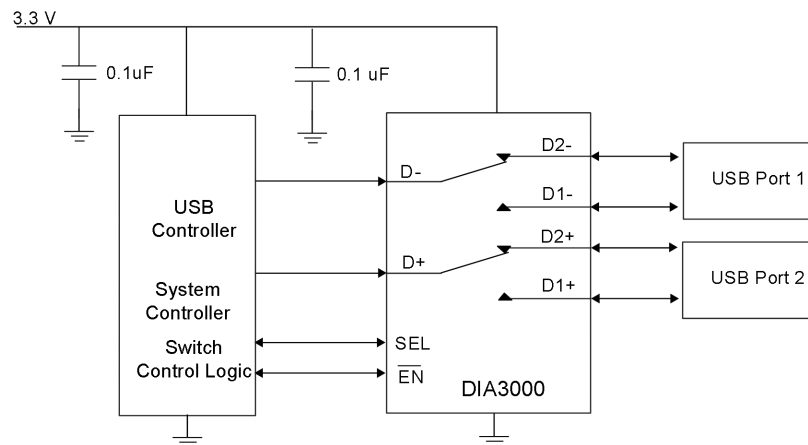 3.3 V
0.1uF
0.1 uF
USB
Controller
System
Controller
Switch
Control Logic
D-
D+
SEL
EN
D2-
D1-
D2+
D1+
DIA3000
USB Port 1
USB Port 2